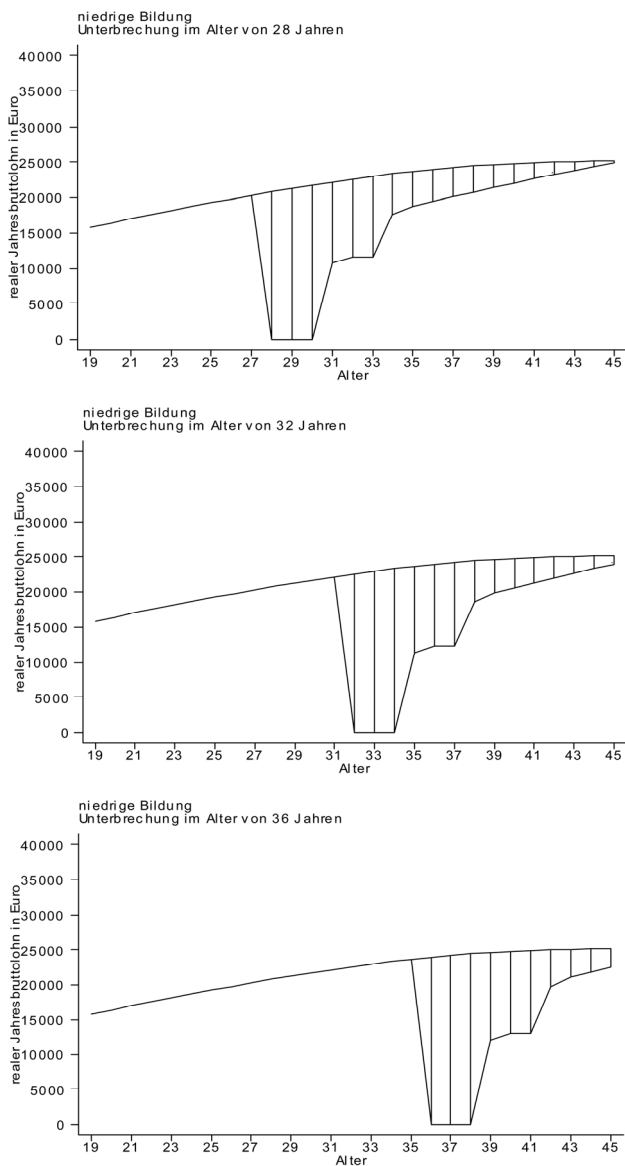 niedrige Bildung
Unterbrechung im Alter von 28 Jahren
realer Jahresbruttolohn in Euro
40000
35000
30000
25000
20000
15000
10000
5000
0
19 21 23 25 27 29 31 33 35 37 39 41 43 45
Alter
niedrige Bildung
Unterbrechung im Alter von 32 Jahren
realer Jahresbruttolohn in Euro
40000
35000
30000
25000
20000
15000
10000
5000
0
19 21 23 25 27 29 31 33 35 37 39 41 43 45
Alter
niedrige Bildung
Unterbrechung im Alter von 36 Jahren
realer Jahresbruttolohn in Euro
40000
35000
30000
25000
20000
15000
10000
5000
0
19 21 23 25 27 29 31 33 35 37 39 41 43 45
Alter